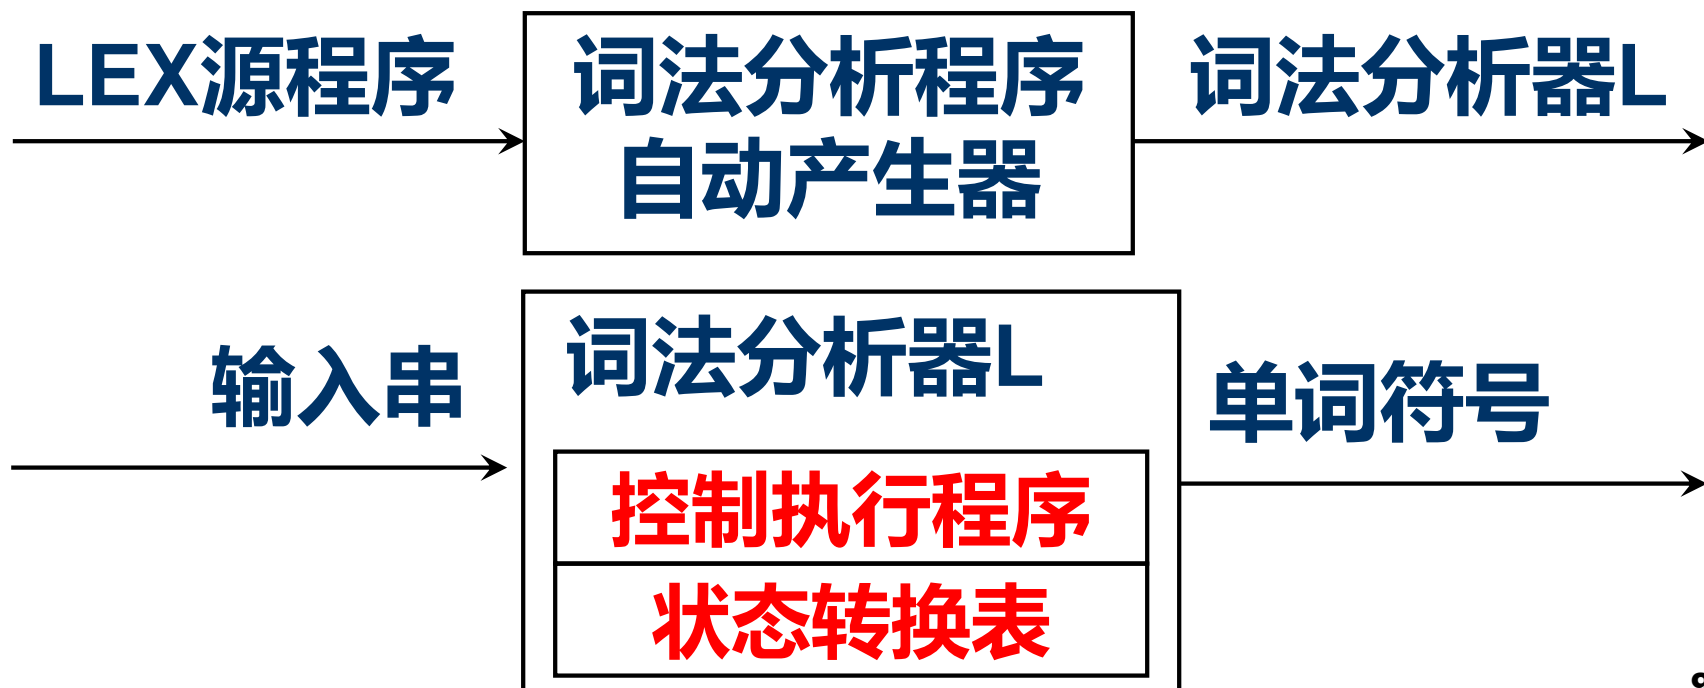 LEX源程序
词法分析程序
自动产生器
词法分析器L
词法分析器L
输入串
单词符号
控制执行程序
状态转换表